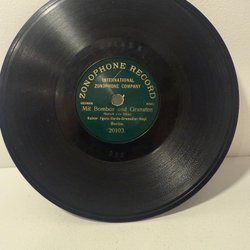 ZONOPHONE RECORD
INTERNATIONAL
ZONOPHONE COMPANY
Mit Bomben und Granaten
Kaiser Franz-Garde-Grenadier-Regt.
Berlin
20103